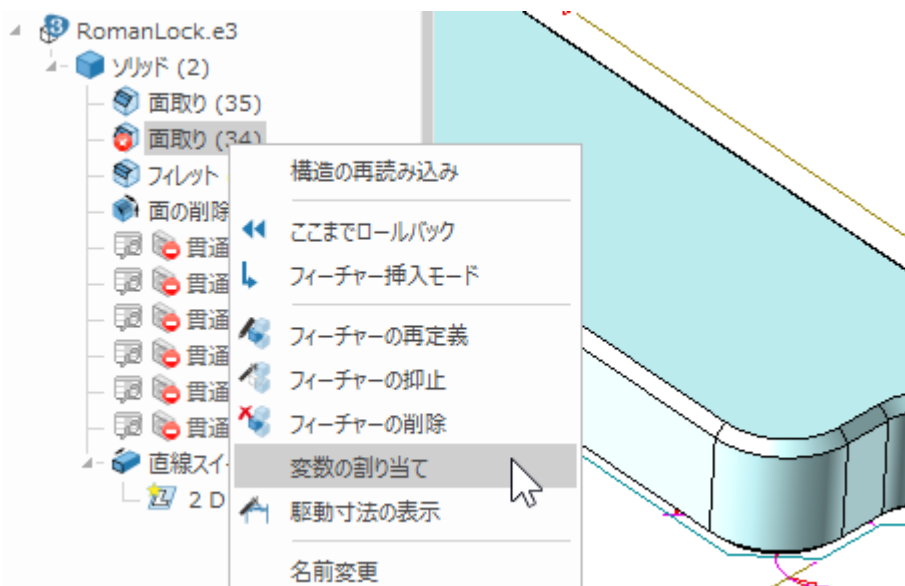 RomanLock.e3
ソリッド (2)
面取り (35)
面取り (34)
フィレット
面の削除
貫通
貫通
貫通
貫通
貫通
貫通
直線スイ
2 D
構造の再読み込み
ここまでロールバック
フィーチャー挿入モード
フィーチャーの再定義
フィーチャーの抑止
フィーチャーの削除
変数の割り当て
駆動寸法の表示
名前変更